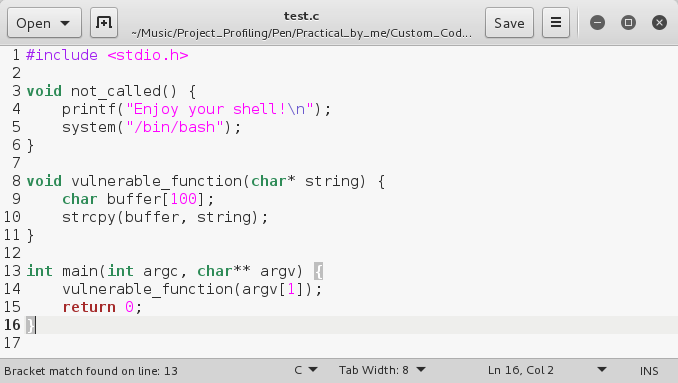 Open
test.c
~/Music/Project_Profiling/Pen/Practical_by_me/Custom_Cod...
Save
1 #include <stdio.h>
2
3 void not_called() {
4     printf("Enjoy your shell!\n");
5     system("/bin/bash");
6 }
7
8 void vulnerable_function(char* string) {
9     char buffer[100];
10     strcpy(buffer, string);
11 }
12
13 int main(int argc, char** argv) {
14     vulnerable_function(argv[1]);
15     return 0;
16 }
17
Bracket match found on line: 13 C Tab Width: 8 Ln 16, Col 2 INS